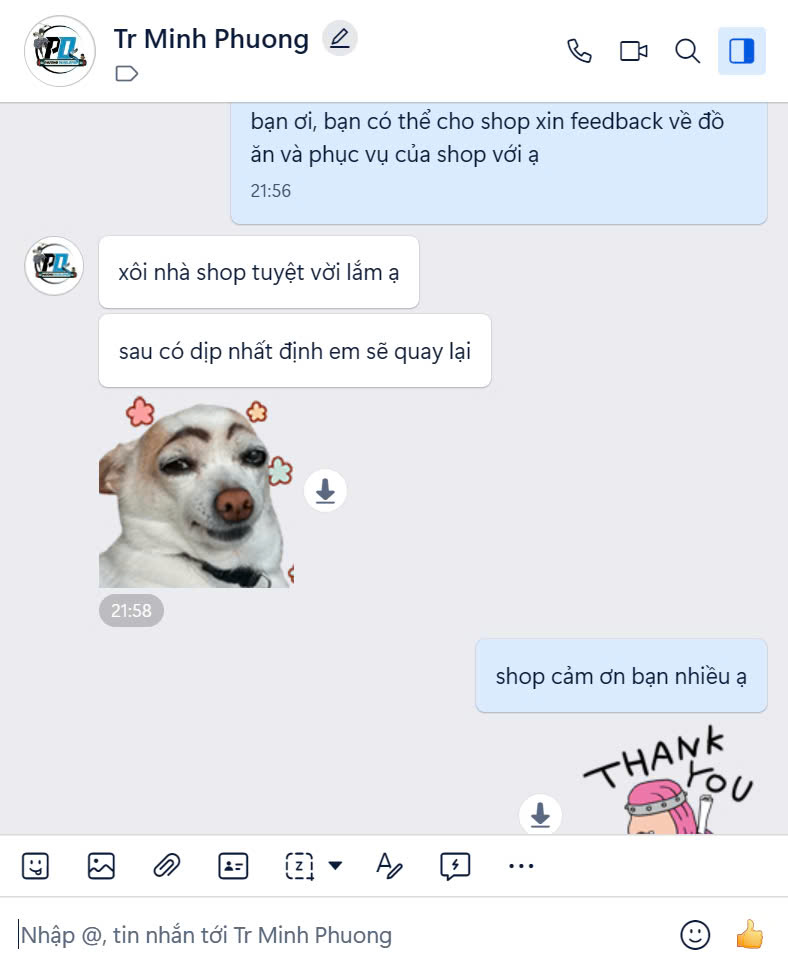 Tr Minh Phuong
bạn ơi, bạn có thể cho shop xin feedback về đồ
ăn và phục vụ của shop với ạ
21:56
xôi nhà shop tuyệt vời lắm ạ
sau có dịp nhất định em sẽ quay lại
21:58
shop cảm ơn bạn nhiều ạ
THANK
YOU
Nhập @, tin nhắn tới Tr Minh Phuong